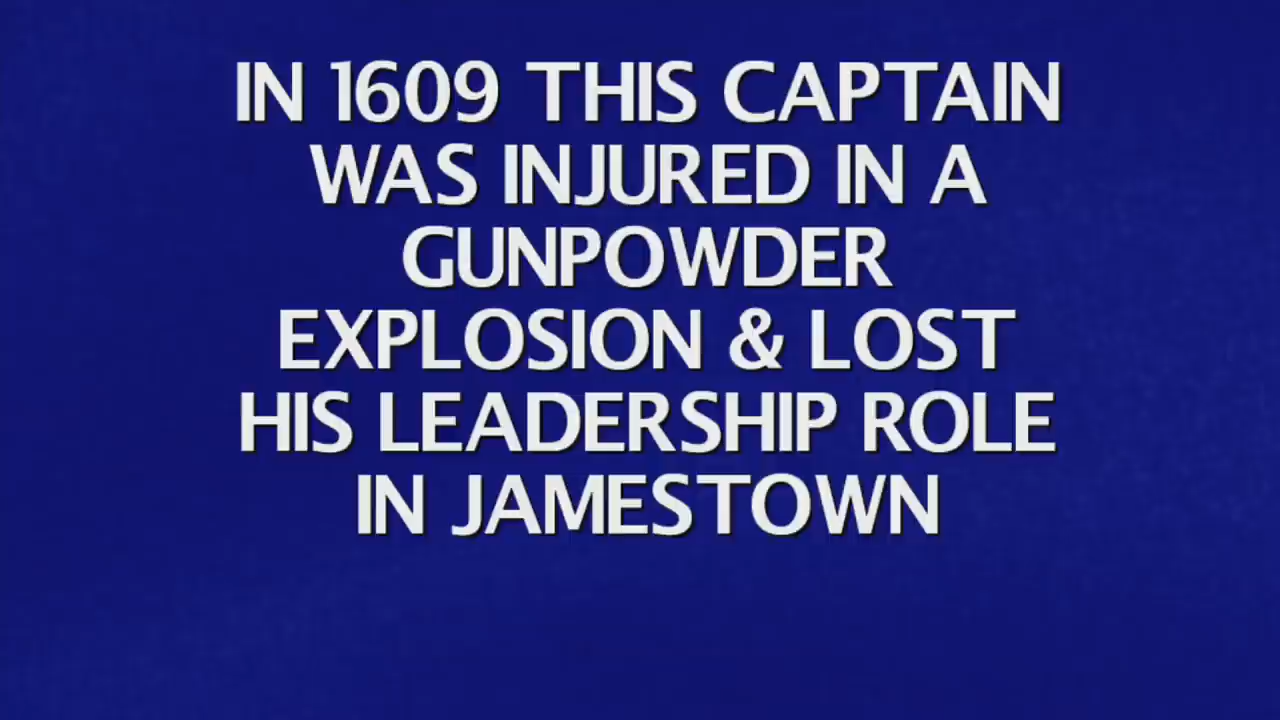 IN 1609 THIS CAPTAIN
WAS INJURED IN A
GUNPOWDER
EXPLOSION & LOST
HIS LEADERSHIP ROLE
IN JAMESTOWN